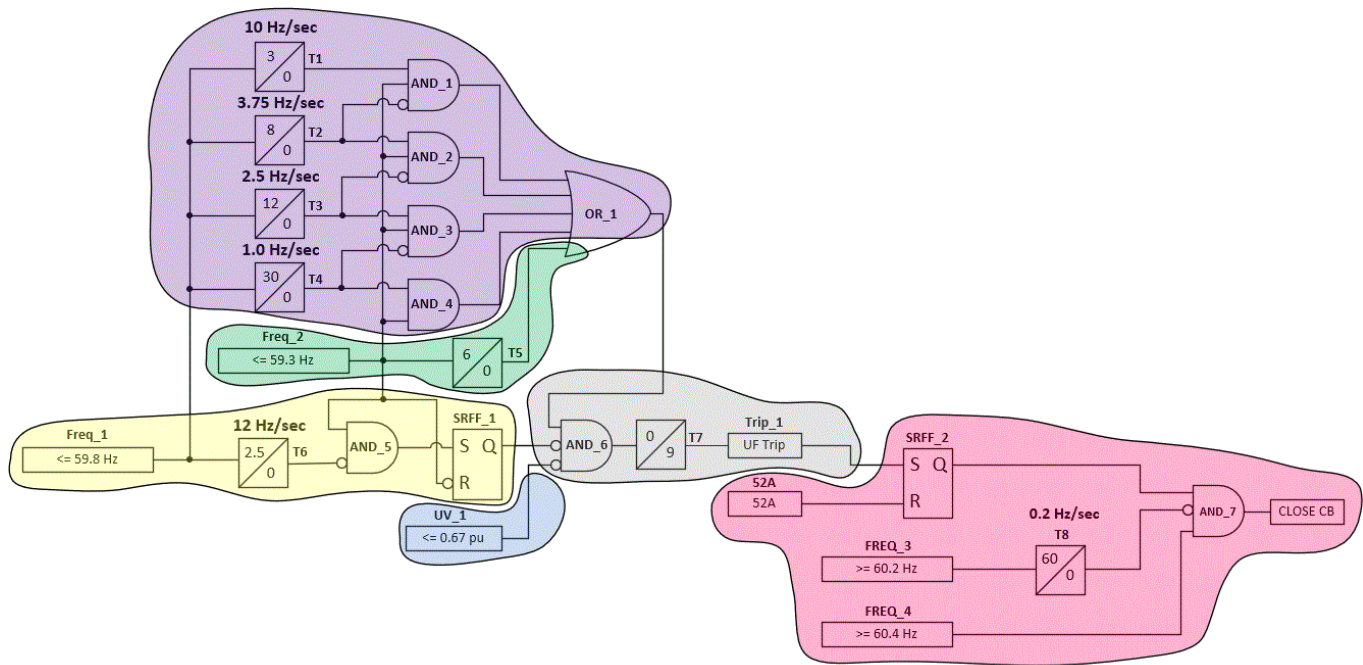 10 Hz/sec
3
0
T1
AND_1
3.75 Hz/sec
8
0
T2
AND_2
2.5 Hz/sec
12
0
T3
AND_3
OR_1
1.0 Hz/sec
30
0
T4
AND_4
Freq_2
<= 59.3 Hz
6
0
T5
Freq_1
<= 59.8 Hz
12 Hz/sec
2.5
0
T6
AND_5
SRFF_1
S Q
R
AND_6
0
9
T7
Trip_1
UF Trip
UV_1
<= 0.67 pu
SRFF_2
S Q
R
52A
52A
0.2 Hz/sec
T8
60
0
AND_7
CLOSE CB
FREQ_3
>= 60.2 Hz
FREQ_4
>= 60.4 Hz